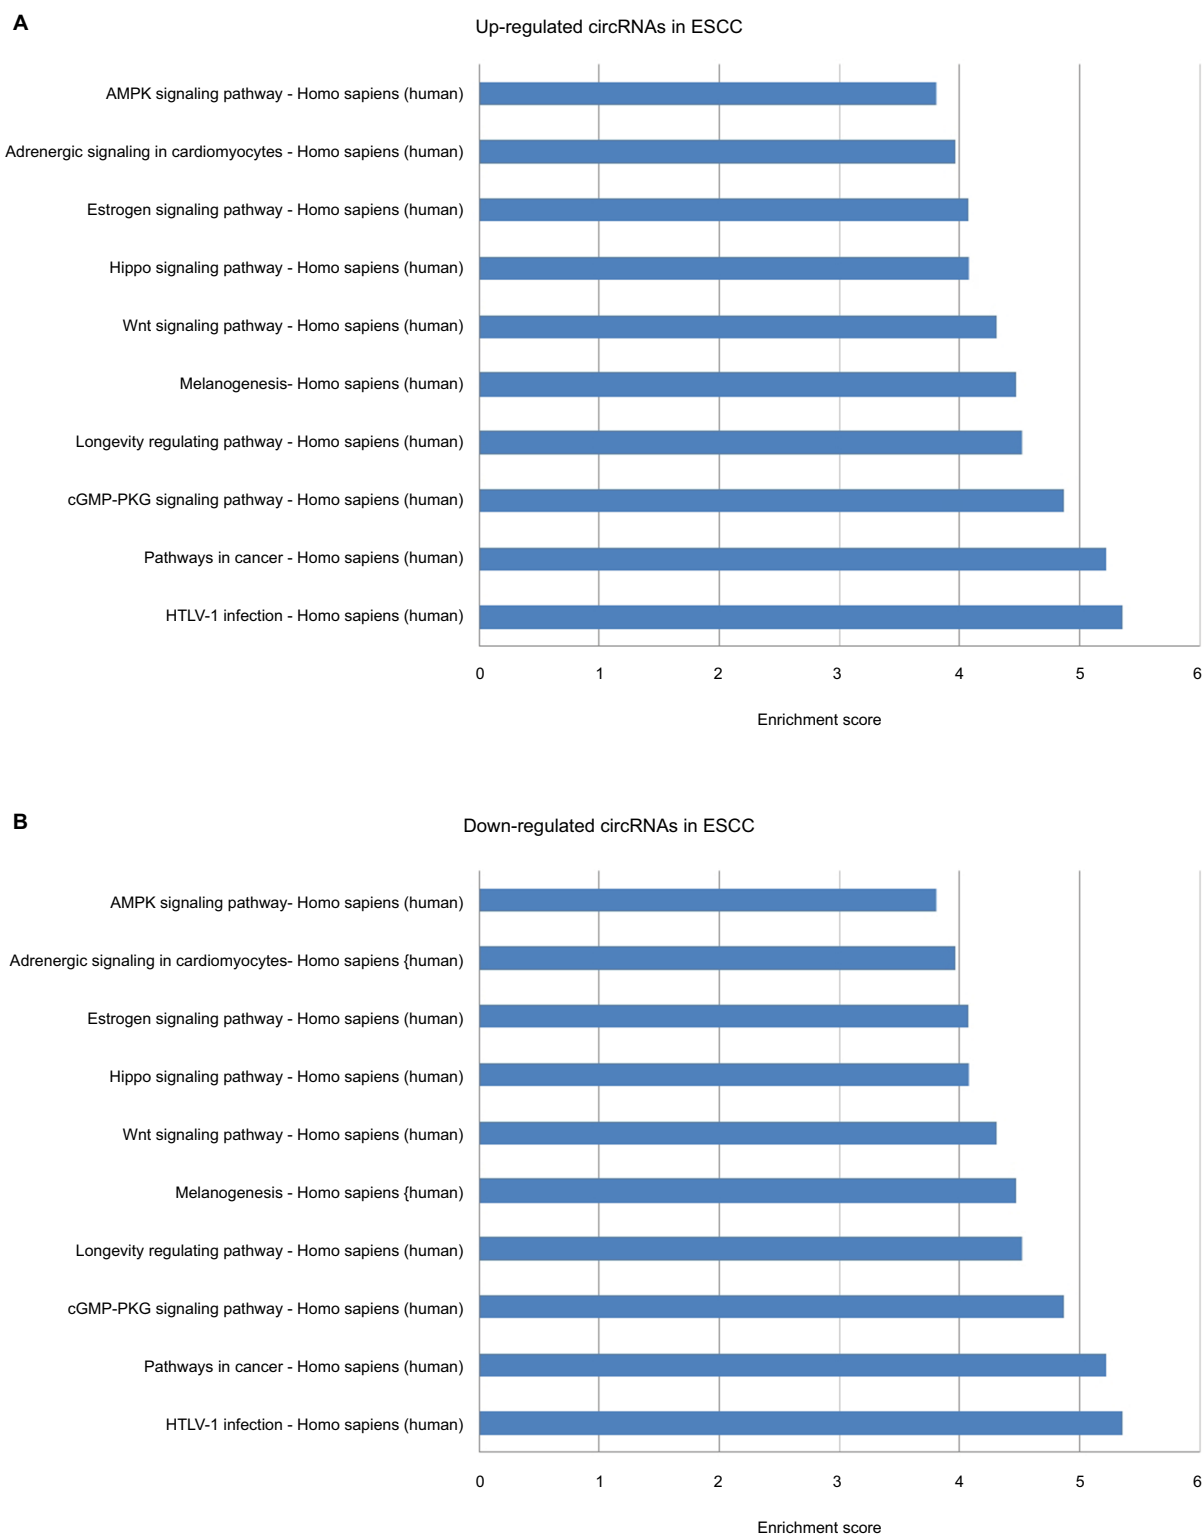 A
Up-regulated circRNAs in ESCC
AMPK signaling pathway - Homo sapiens (human)
Adrenergic signaling in cardiomyocytes - Homo sapiens (human)
Estrogen signaling pathway - Homo sapiens (human)
Hippo signaling pathway - Homo sapiens (human)
Wnt signaling pathway - Homo sapiens (human)
Melanogenesis- Homo sapiens (human)
Longevity regulating pathway - Homo sapiens (human)
cGMP-PKG signaling pathway - Homo sapiens (human)
Pathways in cancer - Homo sapiens (human)
HTLV-1 infection - Homo sapiens (human)
0 1 2 3 4 5 6
Enrichment score
B
Down-regulated circRNAs in ESCC
AMPK signaling pathway- Homo sapiens (human)
Adrenergic signaling in cardiomyocytes- Homo sapiens {human)
Estrogen signaling pathway - Homo sapiens (human)
Hippo signaling pathway - Homo sapiens (human)
Wnt signaling pathway - Homo sapiens (human)
Melanogenesis - Homo sapiens {human)
Longevity regulating pathway - Homo sapiens (human)
cGMP-PKG signaling pathway - Homo sapiens (human)
Pathways in cancer - Homo sapiens (human)
HTLV-1 infection - Homo sapiens (human)
0 1 2 3 4 5 6
Enrichment score